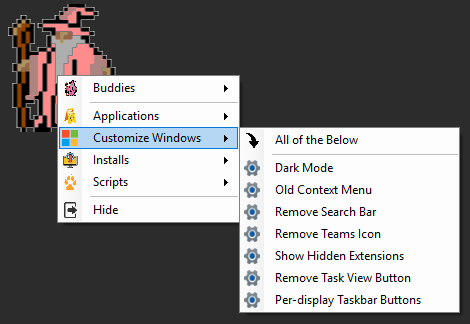 Buddies
Applications
Customize Windows
Installs
Scripts
Hide
All of the Below
Dark Mode
Old Context Menu
Remove Search Bar
Remove Teams Icon
Show Hidden Extensions
Remove Task View Button
Per-display Taskbar Buttons